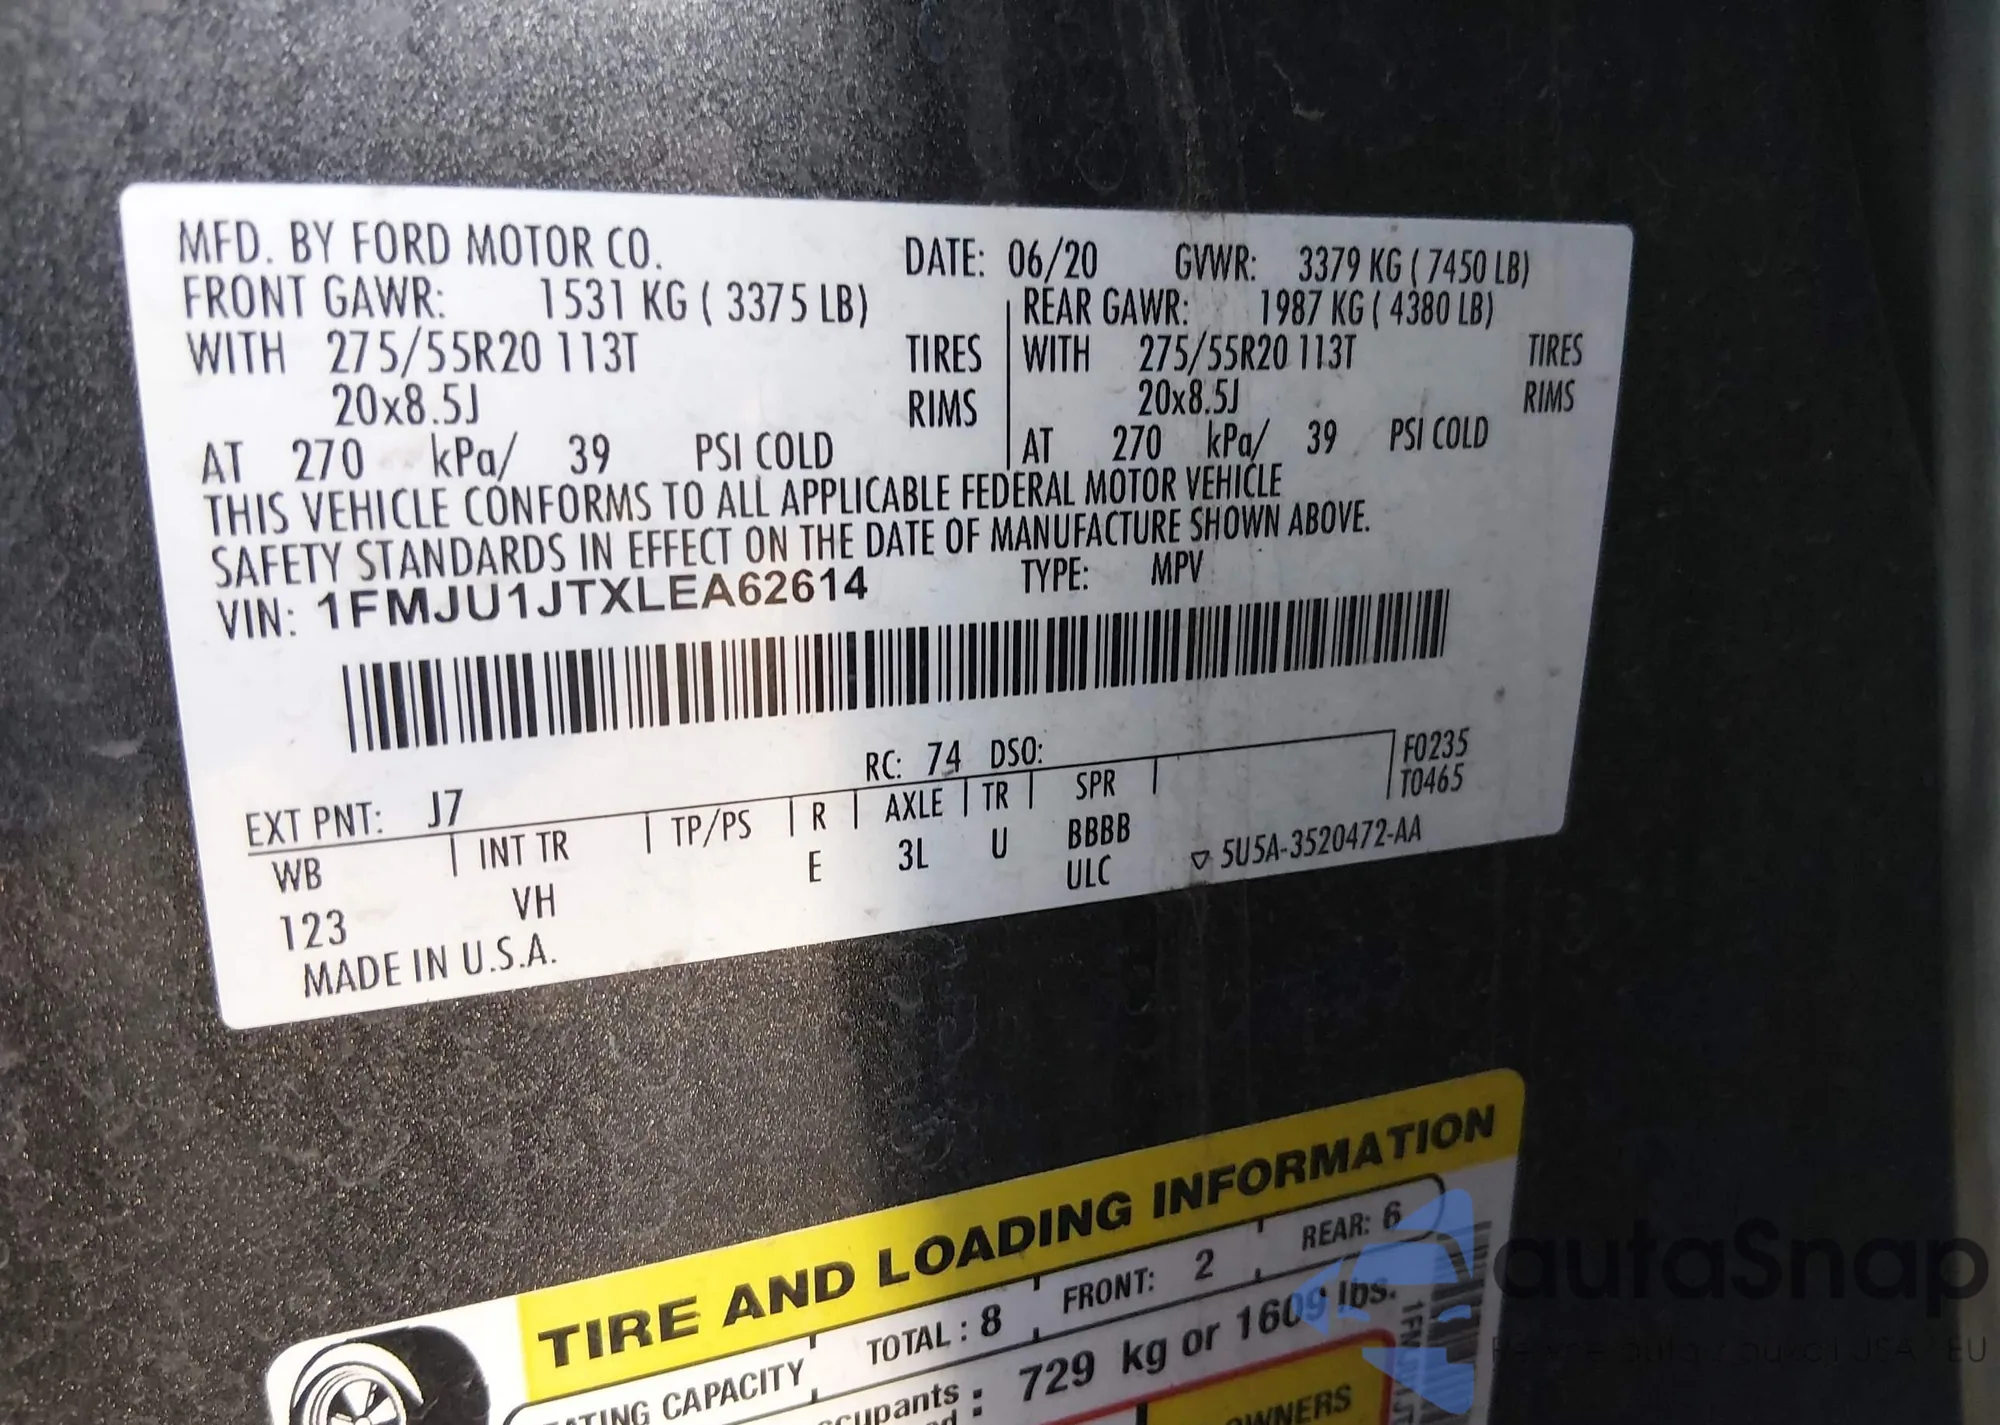 MFD. BY FORD MOTOR CO. DATE: 06/20 GVWR: 3379 KG ( 7450 LB)
FRONT GAWR: 1531 KG ( 3375 LB) REAR GAWR: 1987 KG ( 4380 LB)
WITH 275/55R20 113T TIRES WITH 275/55R20 113T TIRES
20x8.5J RIMS 20x8.5J RIMS
AT 270 kPa/ 39 PSI COLD AT 270 kPa/ 39 PSI COLD
THIS VEHICLE CONFORMS TO ALL APPLICABLE FEDERAL MOTOR VEHICLE
SAFETY STANDARDS IN EFFECT ON THE DATE OF MANUFACTURE SHOWN ABOVE.
VIN: 1FMJU1JTXLEA62614 TYPE: MPV
EXT PNT: J7 RC: 74 DSO: F0235
WB INT TR TP/PS R AXLE TR SPR T0465
123 VH E 3L U BBBB
ULC 5U5A-3520472-AA
MADE IN U.S.A.
TIRE AND LOADING INFORMATION
CAPACITY TOTAL : 8 FRONT: 2 REAR: 6
729 kg or 1609 lbs.
autaSnap